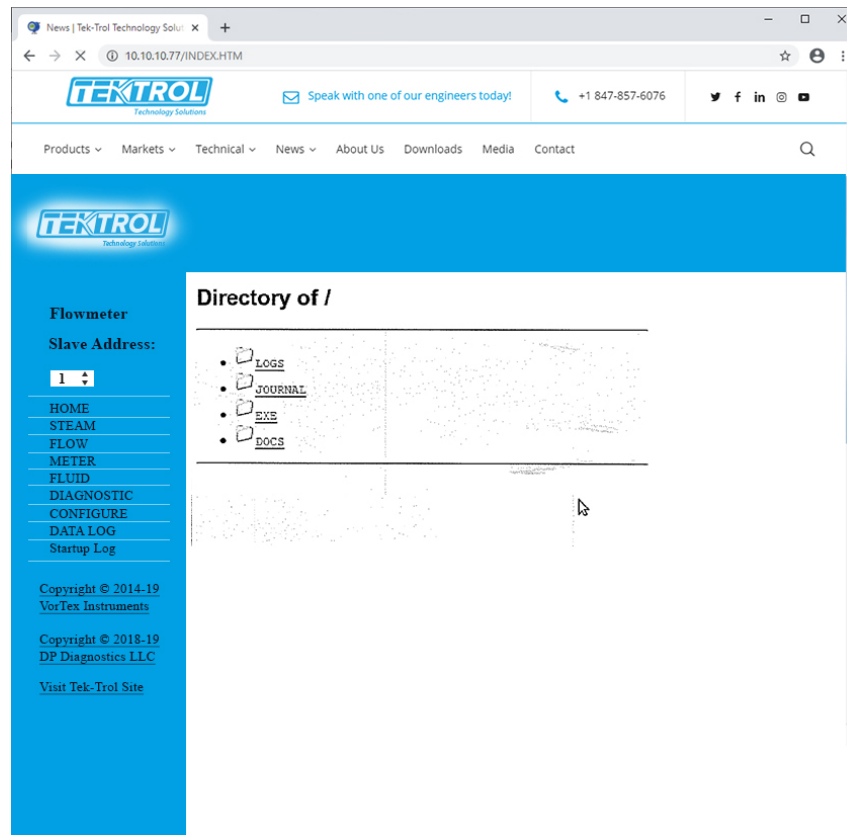 News | Tek-Trol Technology Solut
10.10.10.77/INDEX.HTM
TEKTROL
Technology Solutions
Speak with one of our engineers today!
+1 847-857-6076
Products
Markets
Technical
News
About Us
Downloads
Media
Contact
TEKTROL
Technology Solutions
Flowmeter
Slave Address:
1
HOME
STEAM
FLOW
METER
FLUID
DIAGNOSTIC
CONFIGURE
DATA LOG
Startup Log
Copyright © 2014-19
VorTex Instruments
Copyright © 2018-19
DP Diagnostics LLC
Visit Tek-Trol Site
Directory of /
LOGS
JOURNAL
EXE
DOCS